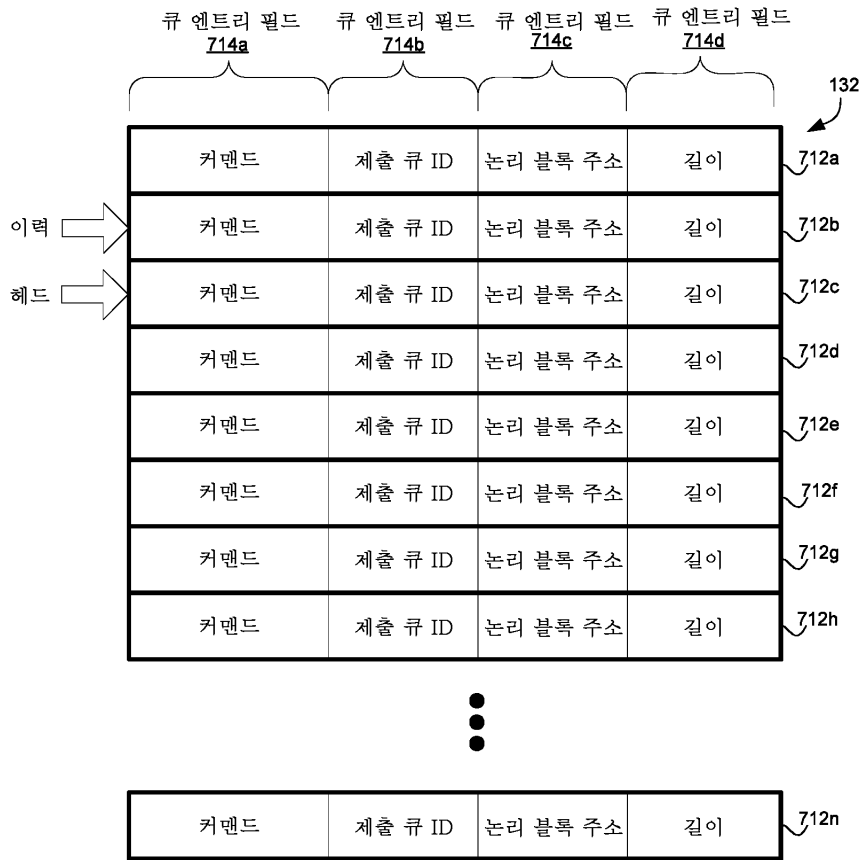 큐 엔트리 필드 큐 엔트리 필드 큐 엔트리 필드 큐 엔트리 필드
714a 714b 714c 714d
132
커맨드 제출 큐 ID 논리 블록 주소 길이 712a
이력 커맨드 제출 큐 ID 논리 블록 주소 길이 712b
헤드 커맨드 제출 큐 ID 논리 블록 주소 길이 712c
커맨드 제출 큐 ID 논리 블록 주소 길이 712d
커맨드 제출 큐 ID 논리 블록 주소 길이 712e
커맨드 제출 큐 ID 논리 블록 주소 길이 712f
커맨드 제출 큐 ID 논리 블록 주소 길이 712g
커맨드 제출 큐 ID 논리 블록 주소 길이 712h
커맨드 제출 큐 ID 논리 블록 주소 길이 712n